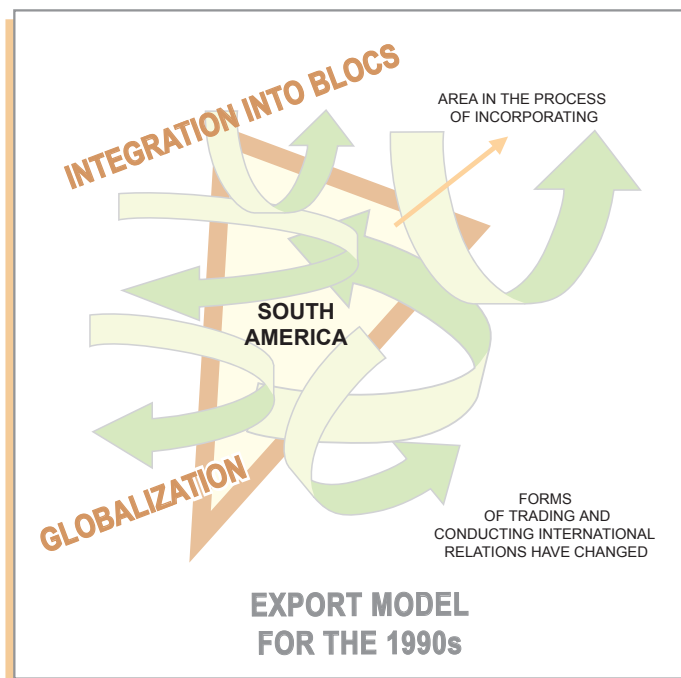 INTEGRATION INTO BLOCS
AREA IN THE PROCESS
OF INCORPORATING
SOUTH
AMERICA
GLOBALIZATION
FORMS
OF TRADING AND
CONDUCTING INTERNATIONAL
RELATIONS HAVE CHANGED
EXPORT MODEL
FOR THE 1990s